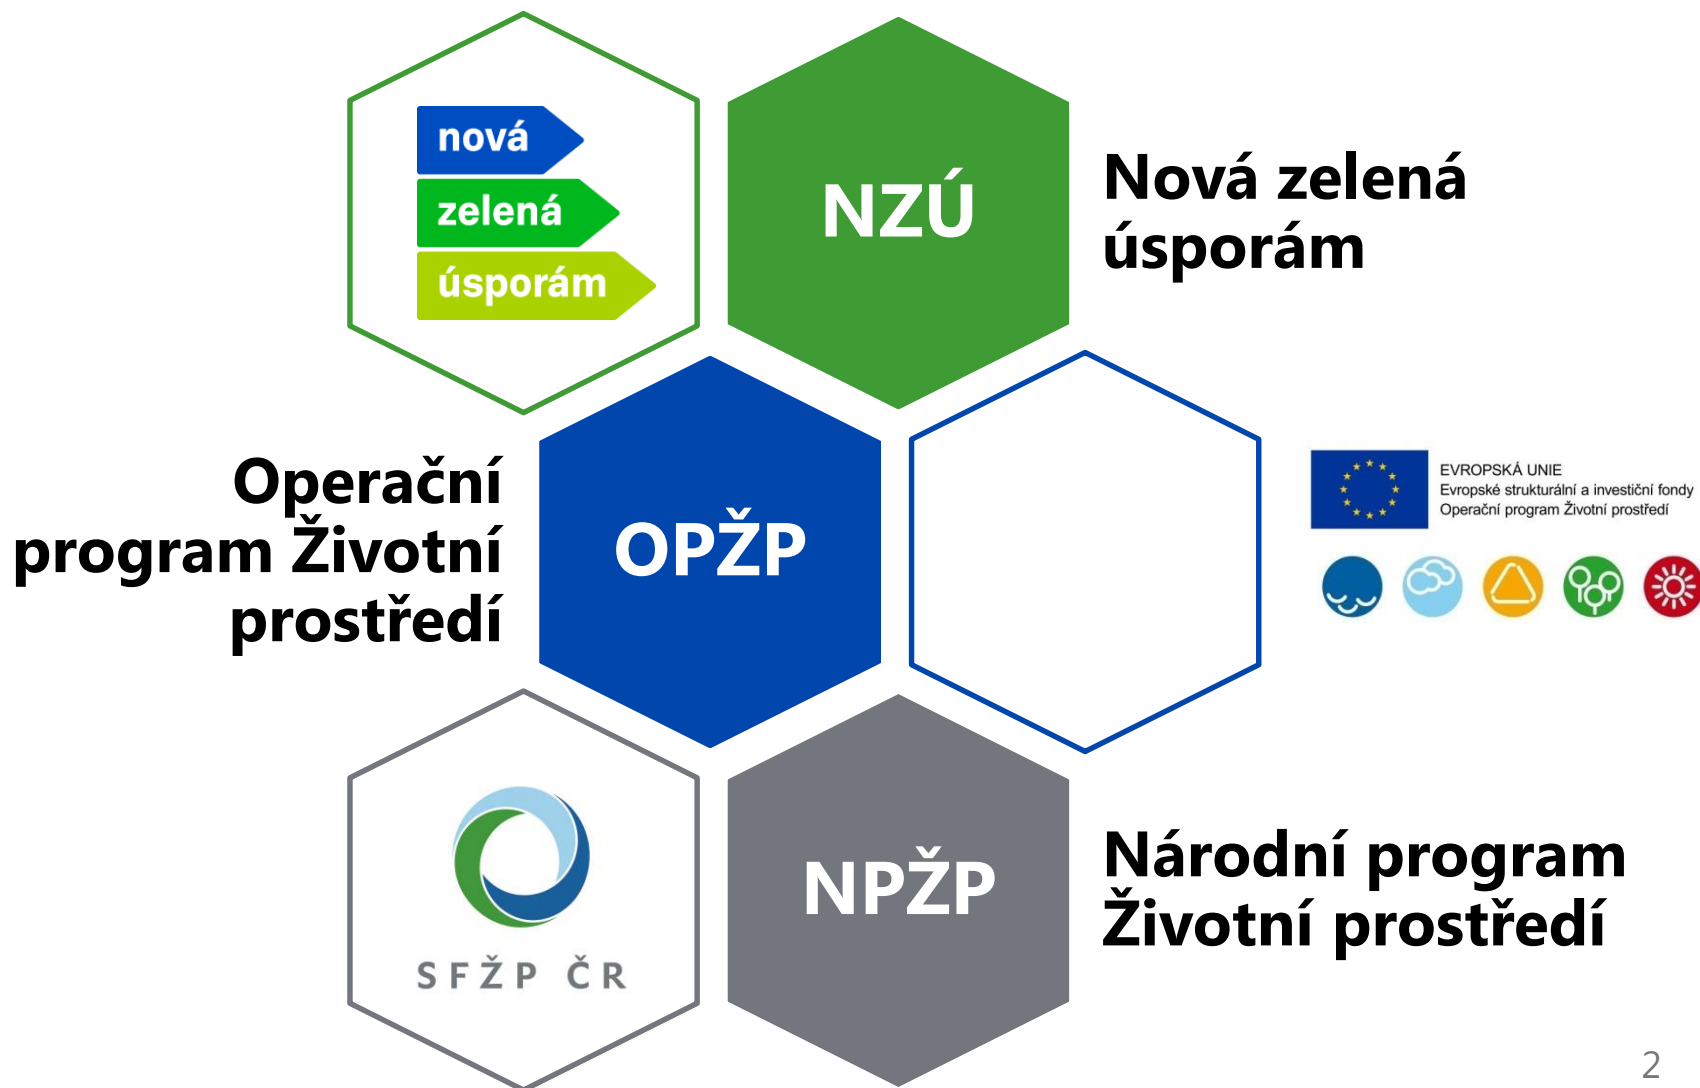 nová
zelená
úsporám
NZÚ
Nová zelená
úsporám
Operační
program Životní
prostředí
OPŽP
EVROPSKÁ UNIE
Evropské strukturální a investiční fondy
Operační program Životní prostředí
SFŽP ČR
NPŽP
Národní program
Životní prostředí
2